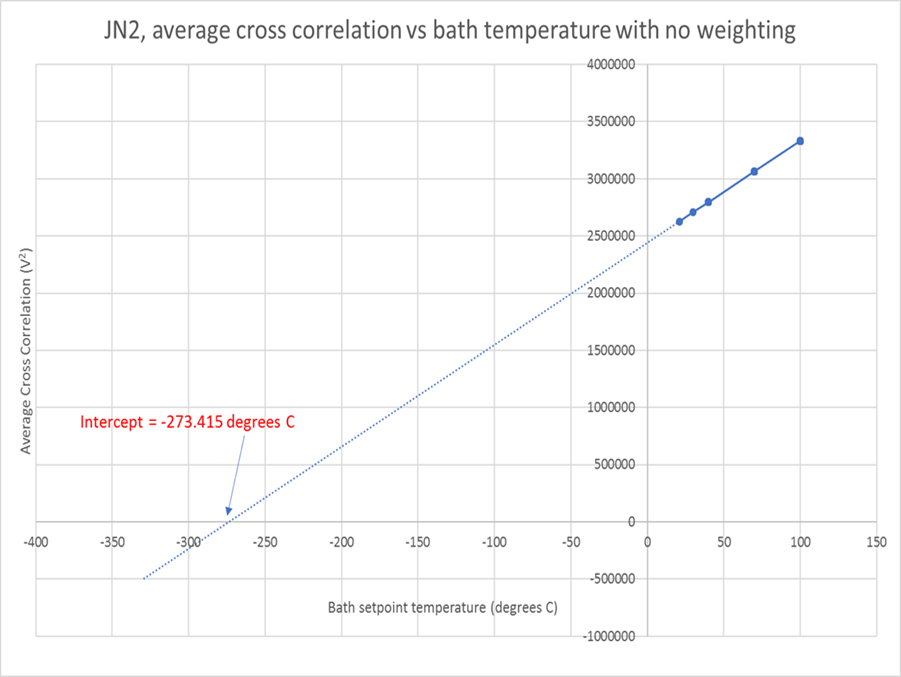 JN2, average cross correlation vs bath temperature with no weighting
4000000
3500000
3000000
2500000
2000000
1500000
1000000
500000
0
-500000
-1000000
Average Cross Correlation (V²)
Intercept = -273.415 degrees C
-400 -350 -300 -250 -200 -150 -100 -50 0 50 100 150
Bath setpoint temperature (degrees C)